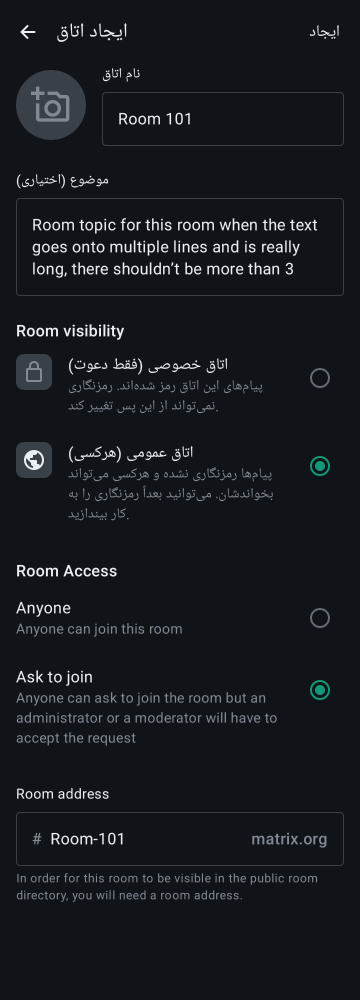 ایجاد اتاق
ایجاد
نام اتاق
Room 101
موضوع (اختیاری)
Room topic for this room when the text
goes onto multiple lines and is really
long, there shouldn’t be more than 3
Room visibility
اتاق خصوصی (فقط دعوت)
پیام‌های این اتاق رمز شده‌اند. رمزنگاری
نمی‌تواند از این پس تغییر کند.
اتاق عمومی (هرکسی)
پیام‌ها رمزنگاری نشده و هرکسی می‌تواند
بخواندشان. می‌توانید بعداً رمزنگاری را به
کار بیندازید.
Room Access
Anyone
Anyone can join this room
Ask to join
Anyone can ask to join the room but an
administrator or a moderator will have to
accept the request
Room address
# Room-101 matrix.org
In order for this room to be visible in the public room
directory, you will need a room address.